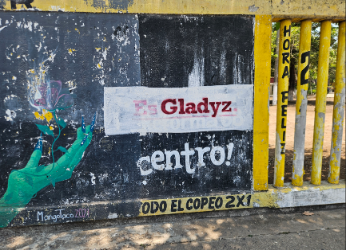 Gladyz
centro!
ODO EL COPEO 2X1
HORA FELIZ